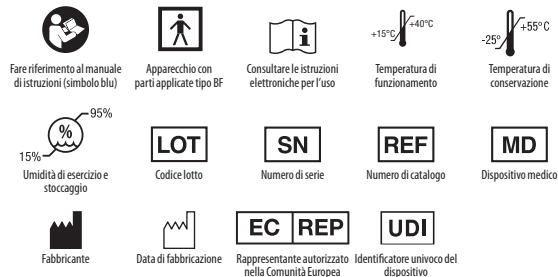 +15°C
+40°C
-25°
+55°C
Fare riferimento al manuale
di istruzioni (simbolo blu)
Apparecchio con
parti applicate tipo BF
Consultare le istruzioni
elettroniche per l'uso
Temperatura di
funzionamento
Temperatura di
conservazione
95%
%
15%
LOT
SN
REF
MD
Umidità di esercizio e
stoccaggio
Codice lotto
Numero di serie
Numero di catalogo
Dispositivo medico
EC REP
UDI
Fabbricante
Data di fabbricazione
Rappresentante autorizzato
nella Comunità Europea
Identificatore univoco del
dispositivo